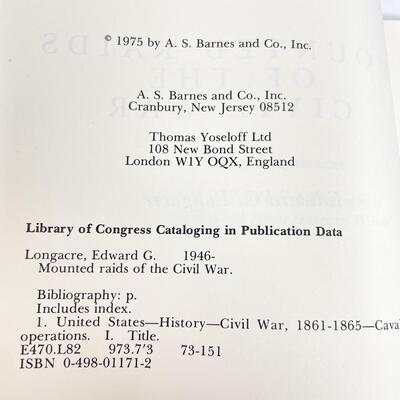 © 1975 by A. S. Barnes and Co., Inc.
A. S. Barnes and Co., Inc.
Cranbury, New Jersey 08512
Thomas Yoseloff Ltd
108 New Bond Street
London W1Y OQX, England
Library of Congress Cataloging in Publication Data
Longacre, Edward G. 1946-
Mounted raids of the Civil War.
Bibliography: p.
Includes index.
1. United States—History—Civil War, 1861-1865—Cava
operations. I. Title.
E470.L82 973.7'3 73-151
ISBN 0-498-01171-2